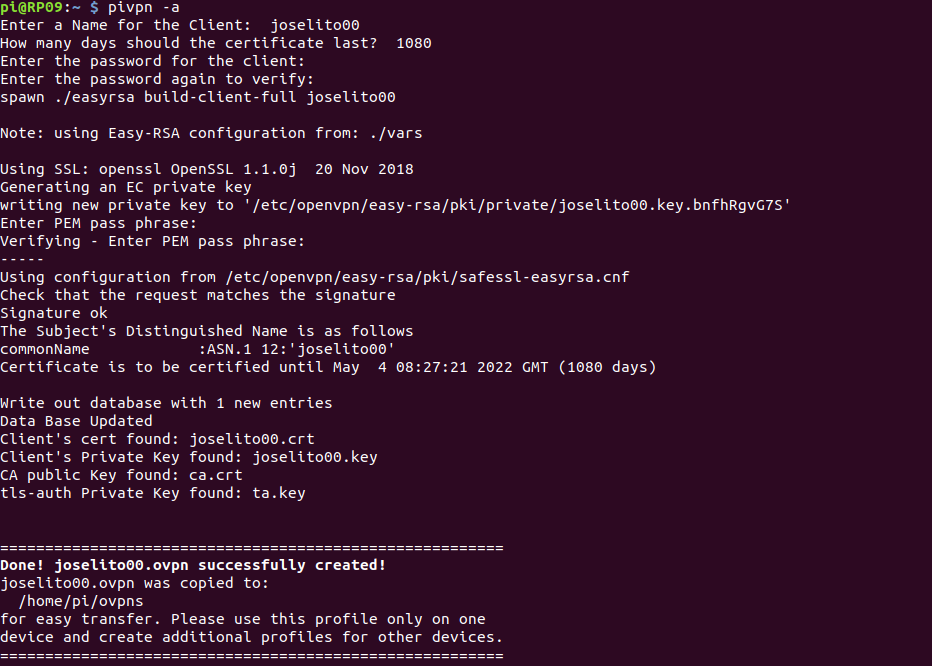 pi@RP09:~ $ pivpn -a
Enter a Name for the Client:  joselito00
How many days should the certificate last?  1080
Enter the password for the client:
Enter the password again to verify:
spawn ./easyrsa build-client-full joselito00
Note: using Easy-RSA configuration from: ./vars
Using SSL: openssl OpenSSL 1.1.0j  20 Nov 2018
Generating an EC private key
writing new private key to '/etc/openvpn/easy-rsa/pki/private/joselito00.key.bnfhRgvG7S'
Enter PEM pass phrase:
Verifying - Enter PEM pass phrase:
-----
Using configuration from /etc/openvpn/easy-rsa/pki/safessl-easyrsa.cnf
Check that the request matches the signature
Signature ok
The Subject's Distinguished Name is as follows
commonName            :ASN.1 12:'joselito00'
Certificate is to be certified until May  4 08:27:21 2022 GMT (1080 days)
Write out database with 1 new entries
Data Base Updated
Client's cert found: joselito00.crt
Client's Private Key found: joselito00.key
CA public Key found: ca.crt
tls-auth Private Key found: ta.key
========================================================
Done! joselito00.ovpn successfully created!
joselito00.ovpn was copied to:
  /home/pi/ovpns
for easy transfer. Please use this profile only on one
device and create additional profiles for other devices.
========================================================